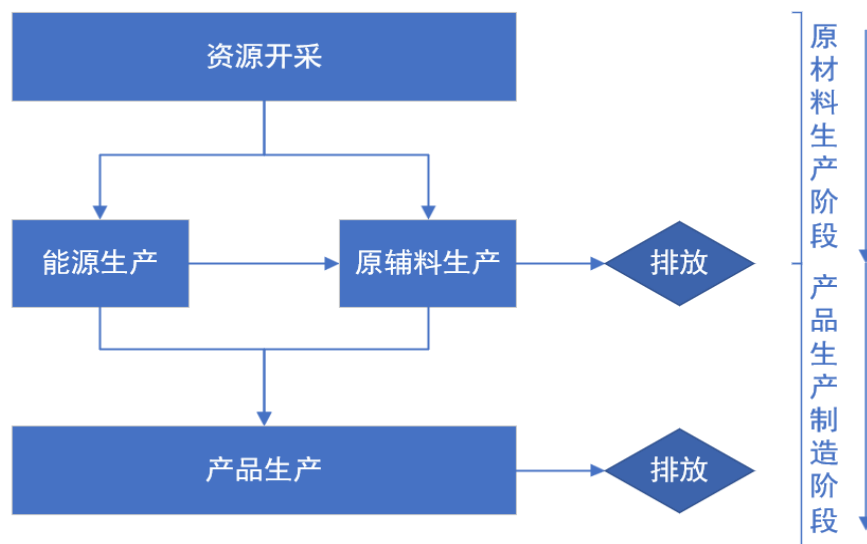 资源开采
能源生产
原辅料生产
排放
产品生产
排放
原材料生产阶段
产品生产制造阶段